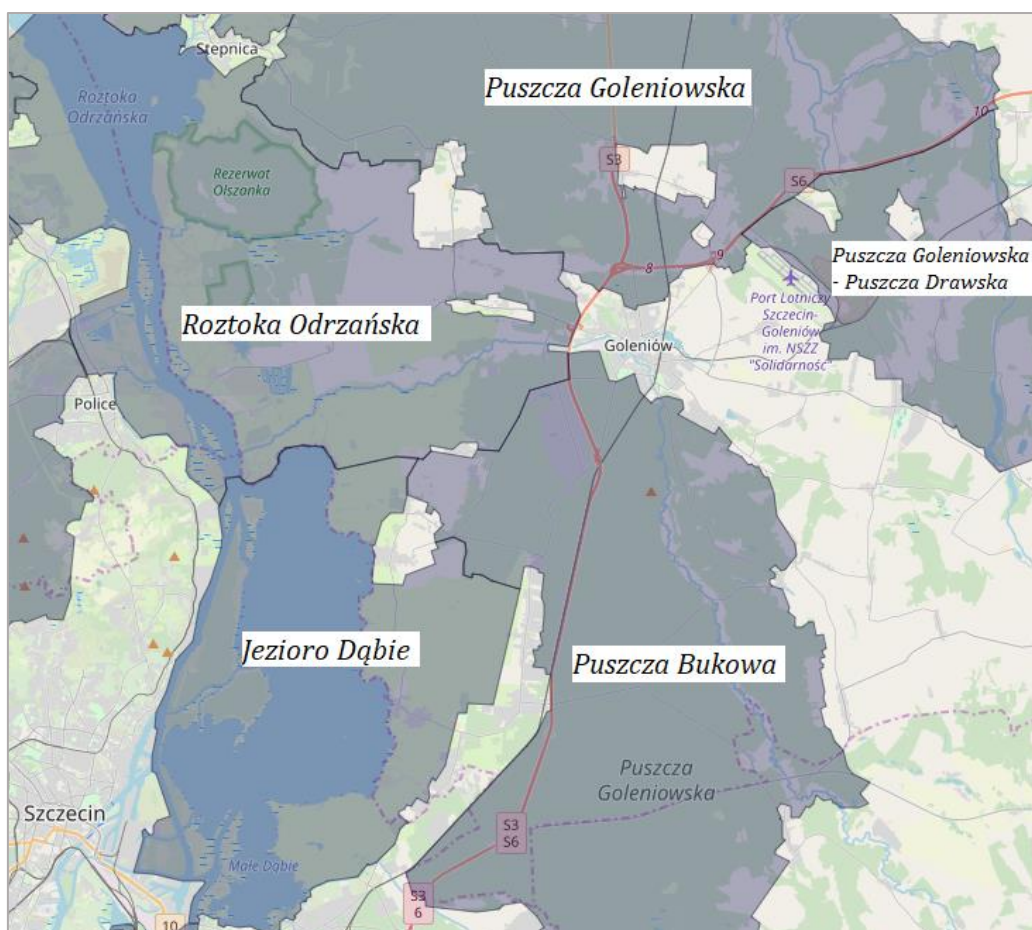 Stepnica
Puszcza Goleniowska
Roztoka
Odrzańska
10
S3
Rezerwat
Olszanka
S6
Puszcza Goleniowska
- Puszcza Drawska
9
8
Port Lotniczy
Szczecin-
Goleniów
im. NSZZ
"Solidarność"
Roztoka Odrzańska
Goleniów
Police
Jezioro Dąbie
Puszcza Bukowa
Puszcza
Goleniowska
Szczecin
S3
S6
Małe Dąbie
S3
6
10